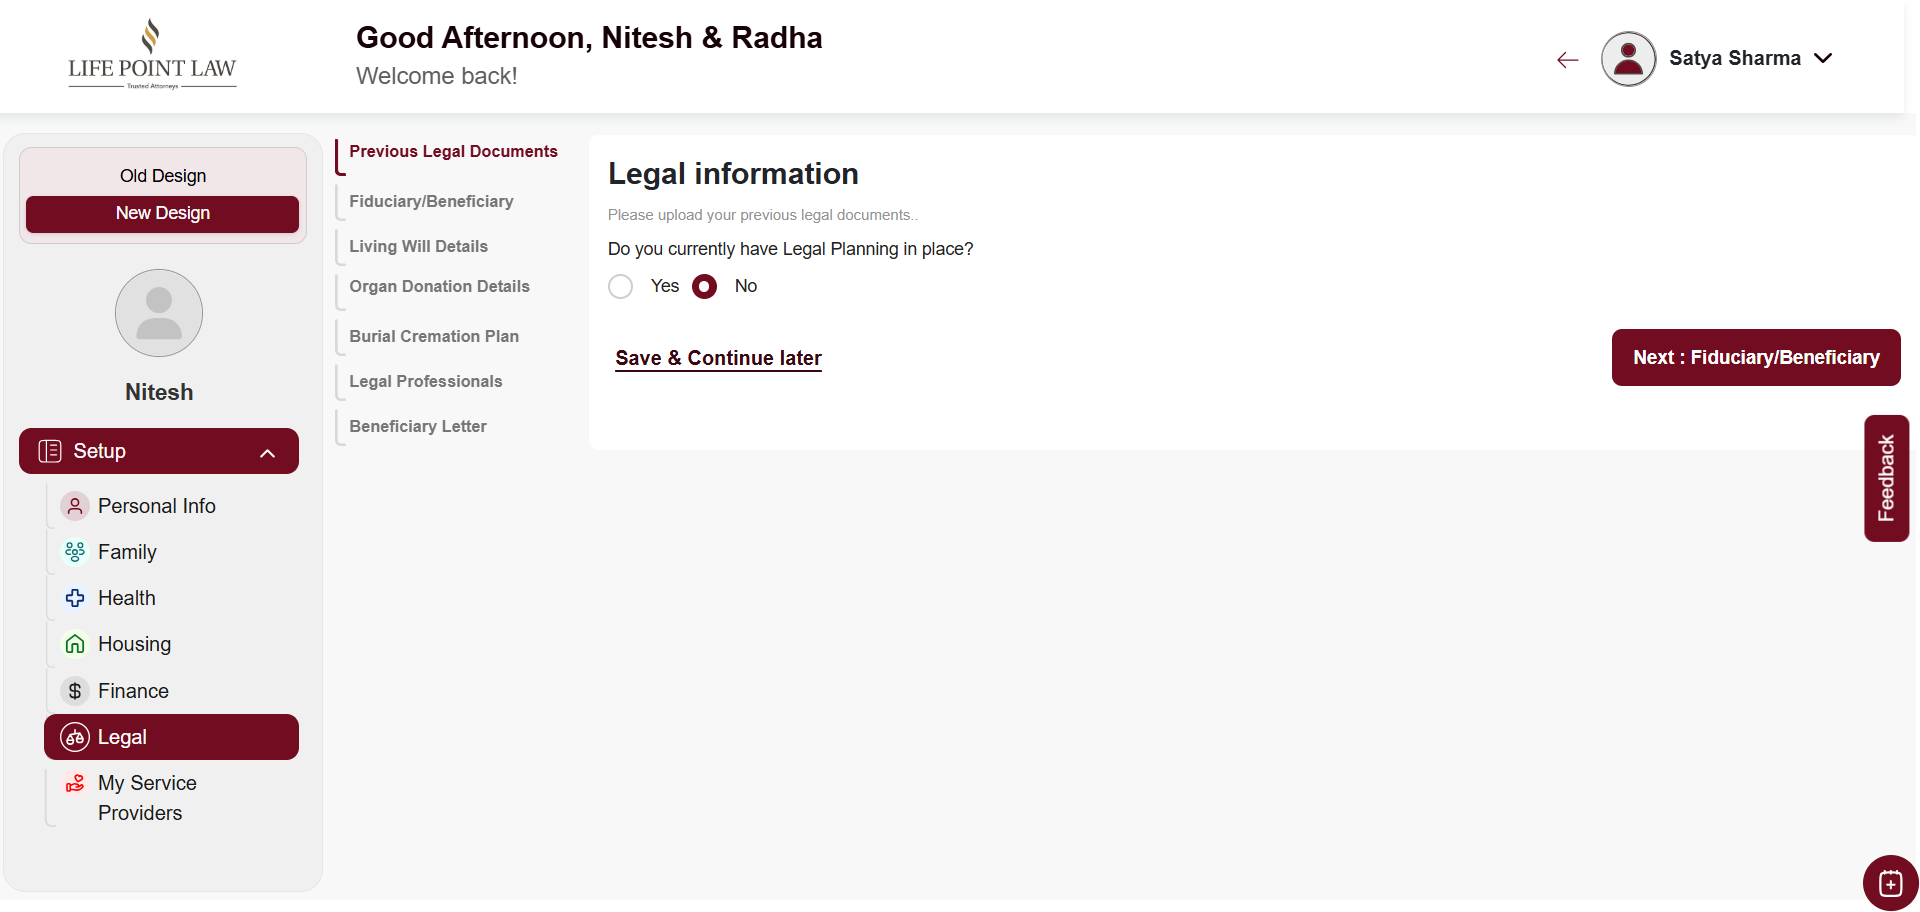 LIFE POINT LAW
Trusted Attorneys
Good Afternoon, Nitesh & Radha
Welcome back!
Satya Sharma
Old Design
New Design
Nitesh
Setup
Personal Info
Family
Health
Housing
$ Finance
Legal
My Service
Providers
Previous Legal Documents
Fiduciary/Beneficiary
Living Will Details
Organ Donation Details
Burial Cremation Plan
Legal Professionals
Beneficiary Letter
Legal information
Please upload your previous legal documents..
Do you currently have Legal Planning in place?
Yes No
Save & Continue later
Next : Fiduciary/Beneficiary
Feedback